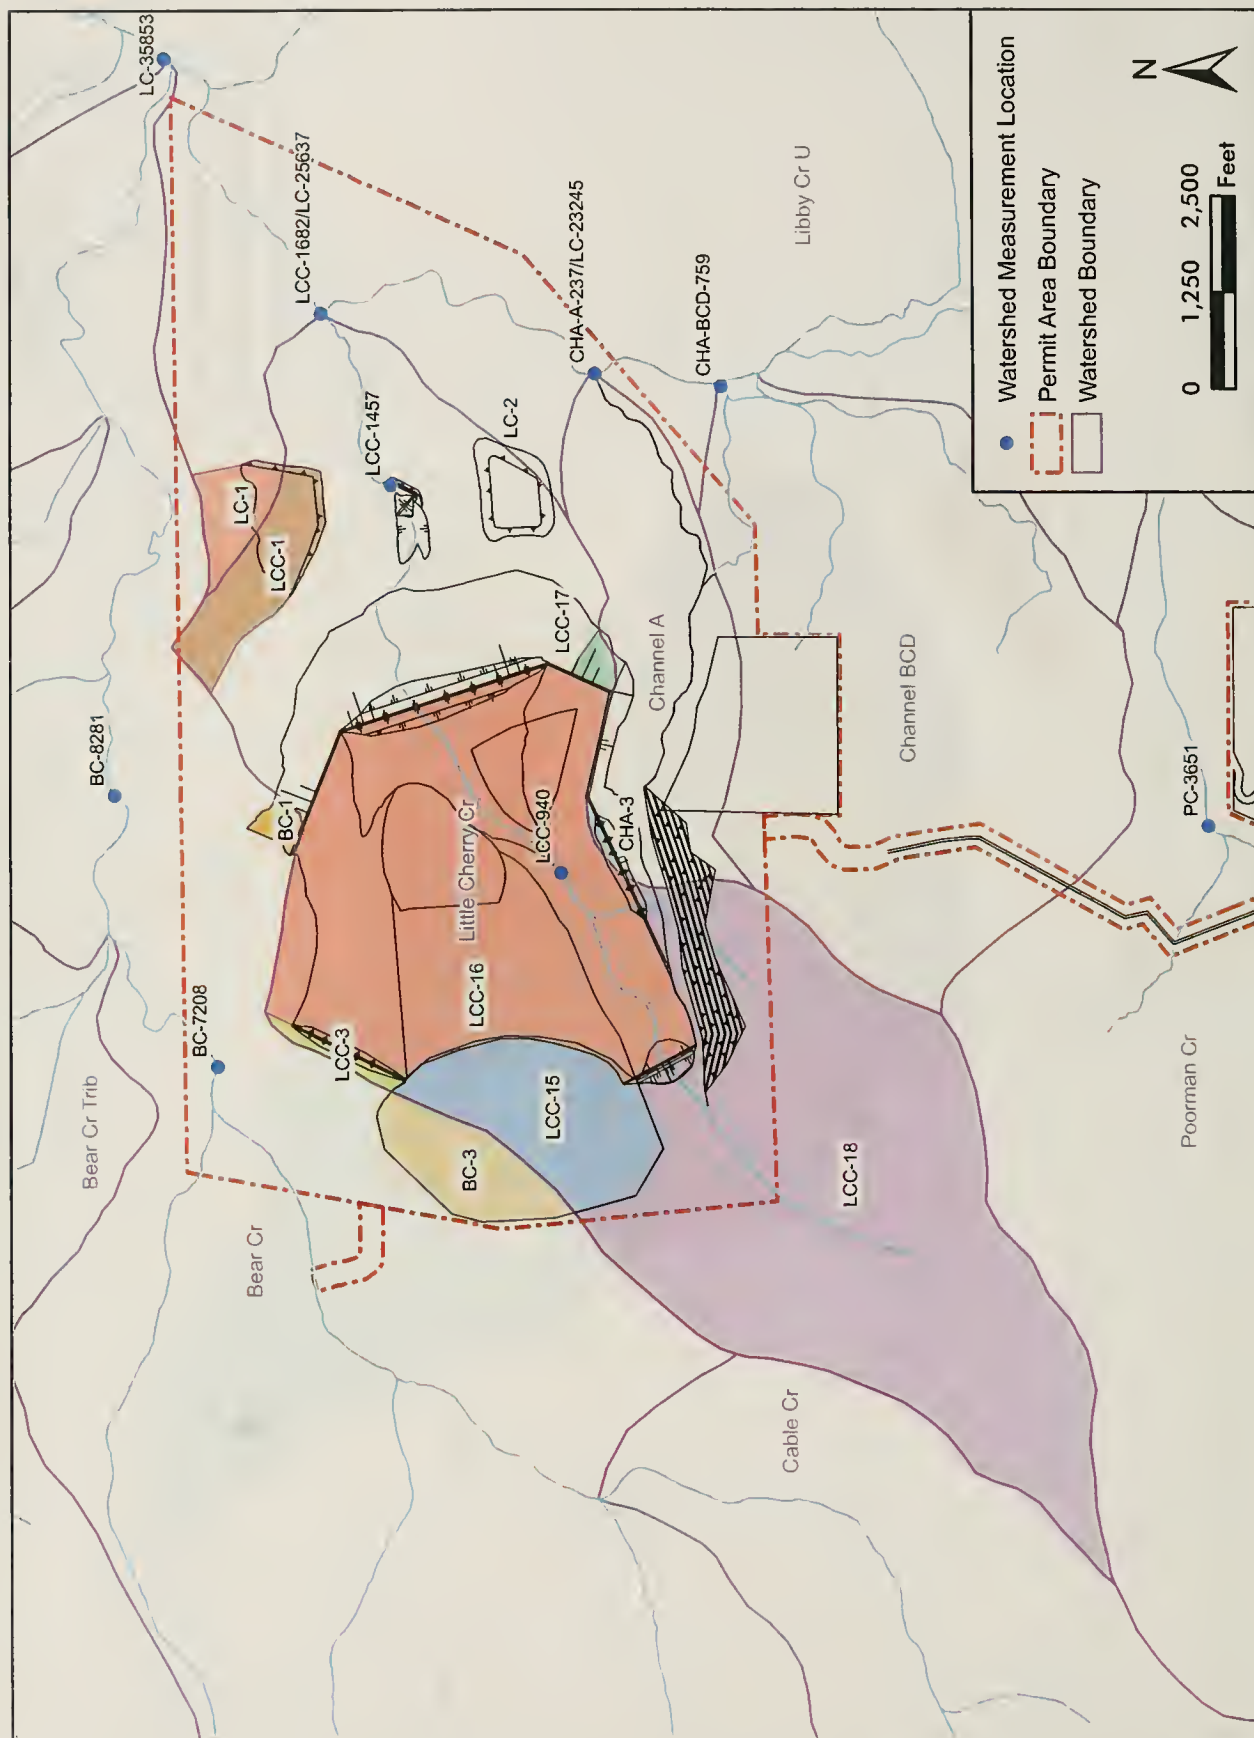 LC-35853
LCC-1682/LC-25637
CHA-A-237/LC-23245
CHA-BCD-759
Libby Cr U
LCC-1457
LC-2
LC-1
LCC-1
LCC-17
Channel A
Channel BCD
BC-8281
BC-1
Little Cherry Cr
LCC-940
CHA-3
PC-3651
BC-7208
LCC-3
LCC-16
LCC-15
BC-3
LCC-18
Bear Cr Trib
Bear Cr
Cable Cr
Poorman Cr
Watershed Measurement Location
Permit Area Boundary
Watershed Boundary
N
0 1,250 2,500
Feet